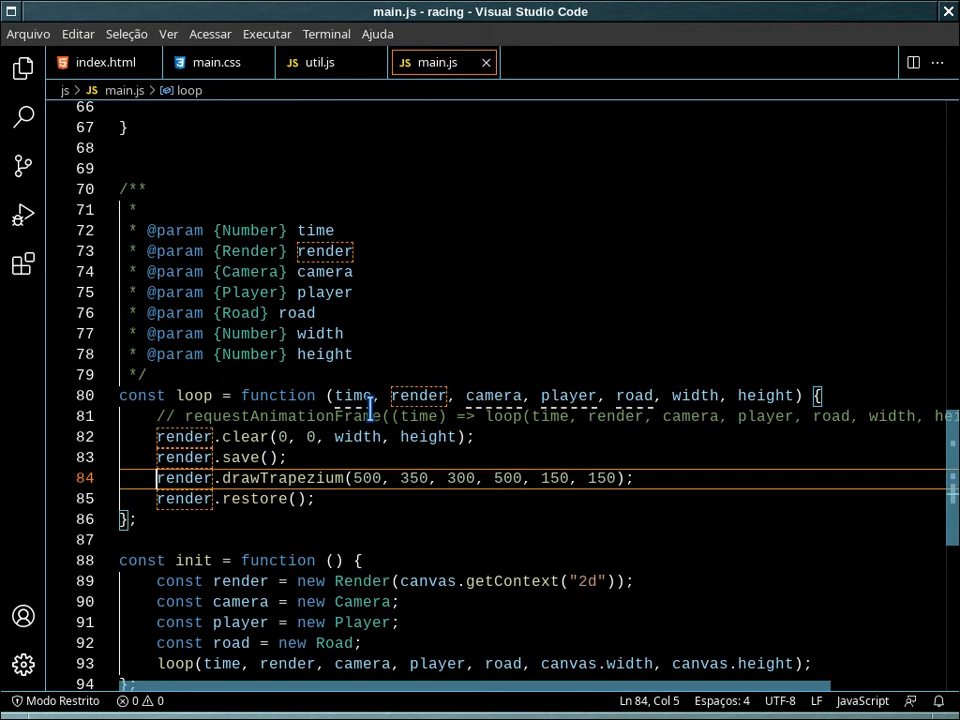 main.js - racing - Visual Studio Code
Arquivo Editar Seleção Ver Acessar Executar Terminal Ajuda
index.html main.css JS util.js JS main.js
js > JS main.js > loop
66
67 }
68
69
70 /**
71 *
72 * @param {Number} time
73 * @param {Render} render
74 * @param {Camera} camera
75 * @param {Player} player
76 * @param {Road} road
77 * @param {Number} width
78 * @param {Number} height
79 */
80 const loop = function (time, render, camera, player, road, width, height) {
81 // requestAnimationFrame((time) => loop(time, render, camera, player, road, width, hei
82 render.clear(0, 0, width, height);
83 render.save();
84 render.drawTrapezium(500, 350, 300, 500, 150, 150);
85 render.restore();
86 };
87
88 const init = function () {
89 const render = new Render(canvas.getContext("2d"));
90 const camera = new Camera;
91 const player = new Player;
92 const road = new Road;
93 loop(time, render, camera, player, road, canvas.width, canvas.height);
94 };
Modo Restrito 0 0 Ln 84, Col 5 Espaços: 4 UTF-8 LF JavaScript